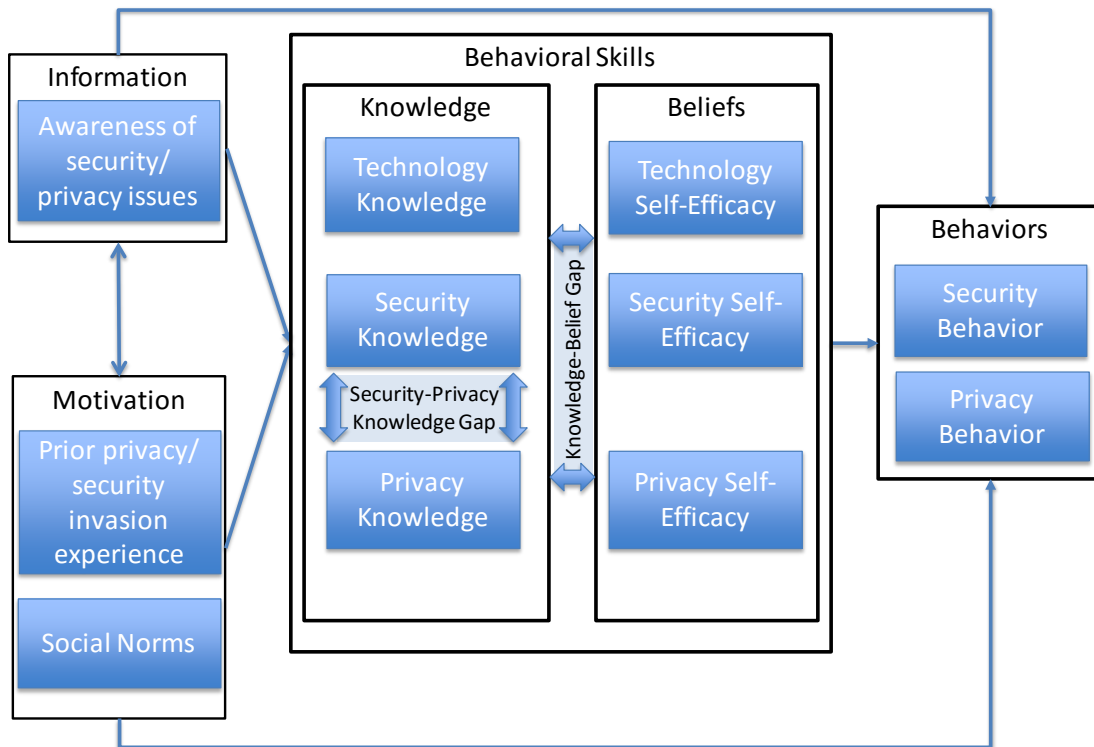 Information
Awareness of
security/
privacy issues
Motivation
Prior privacy/
security
invasion
experience
Social Norms
Behavioral Skills
Knowledge
Technology
Knowledge
Security
Knowledge
Security-Privacy
Knowledge Gap
Privacy
Knowledge
Knowledge-Belief Gap
Beliefs
Technology
Self-Efficacy
Security Self-
Efficacy
Privacy Self-
Efficacy
Behaviors
Security
Behavior
Privacy
Behavior